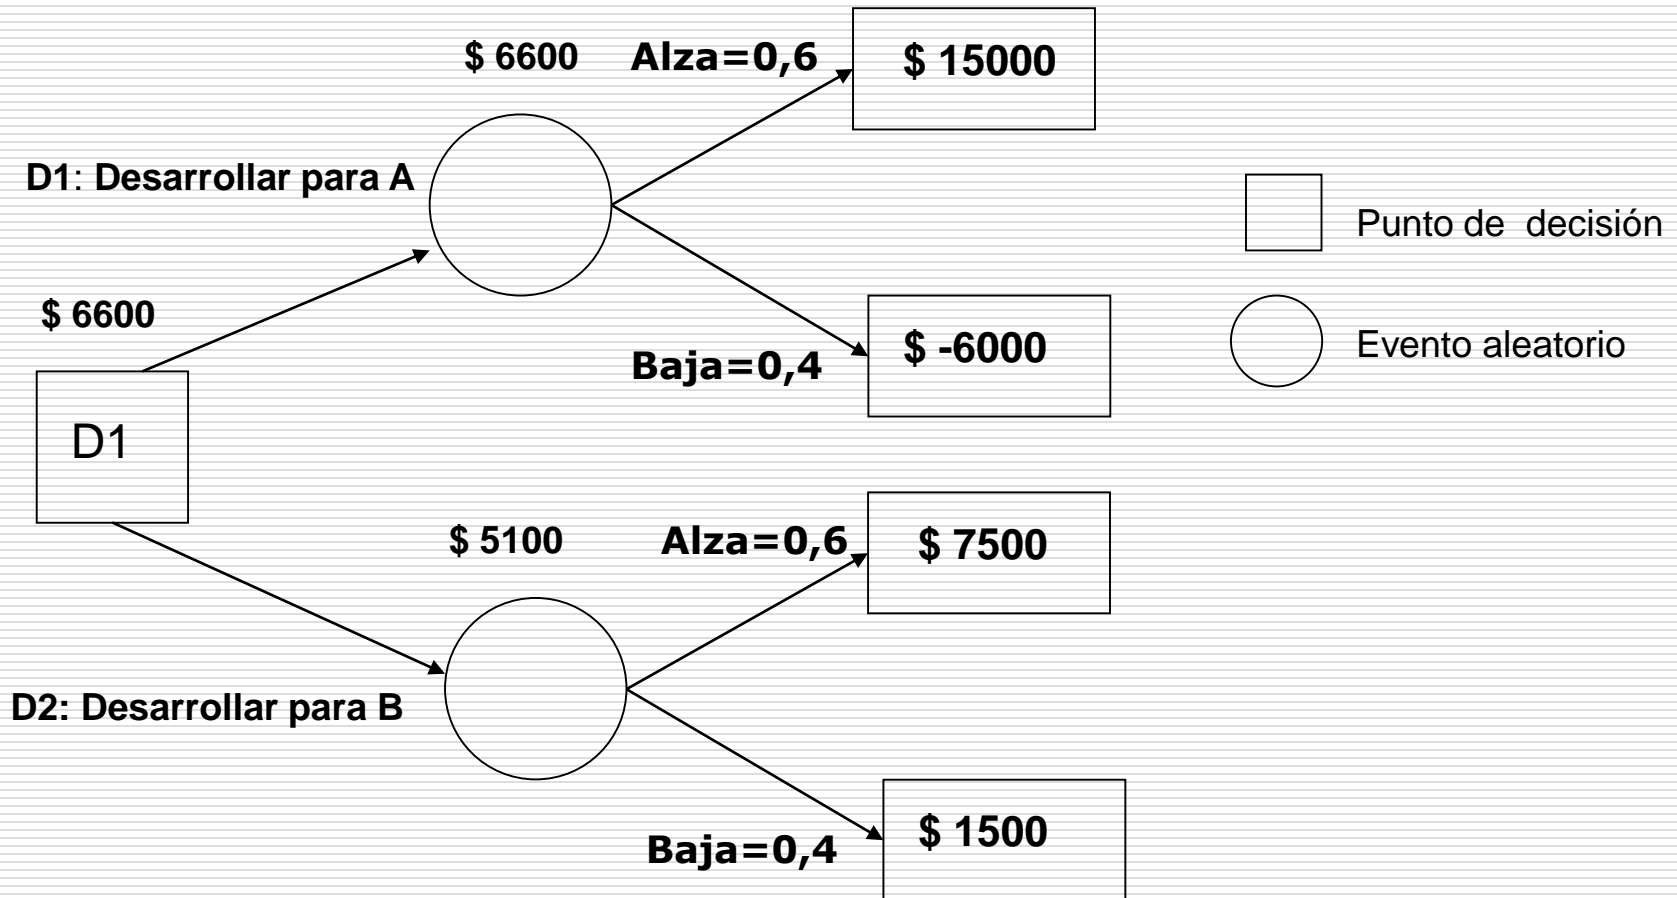 $ 6600
Alza=0,6
$ 15000
D1: Desarrollar para A
Punto de decisión
$ 6600
Baja=0,4
$ -6000
Evento aleatorio
D1
$ 5100
Alza=0,6
$ 7500
D2: Desarrollar para B
Baja=0,4
$ 1500